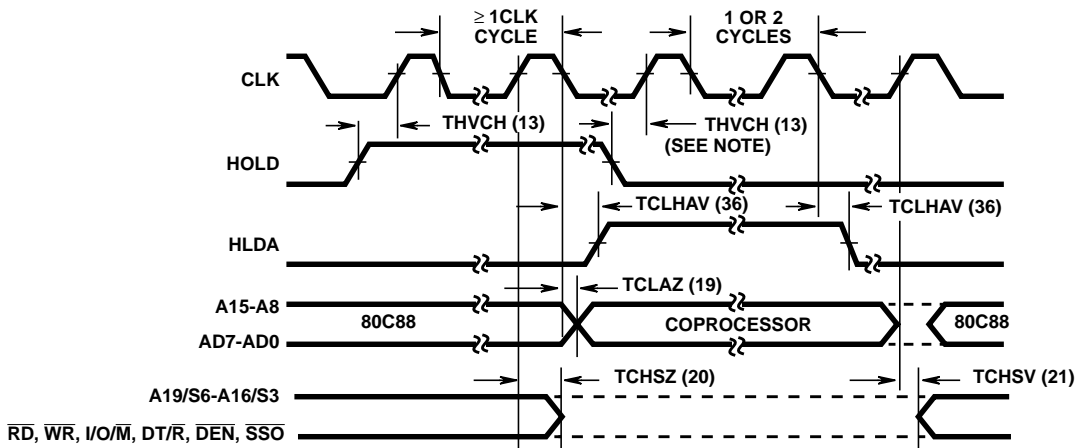 ≥ 1CLK
CYCLE
1 OR 2
CYCLES
CLK
THVCH (13)
THVCH (13)
(SEE NOTE)
HOLD
TCLHAV (36)
TCLHAV (36)
HLDA
TCLAZ (19)
A15-A8
80C88
COPROCESSOR
80C88
AD7-AD0
TCHSZ (20)
TCHSV (21)
A19/S6-A16/S3
RD, WR, I/O/M, DT/R, DEN, SSO